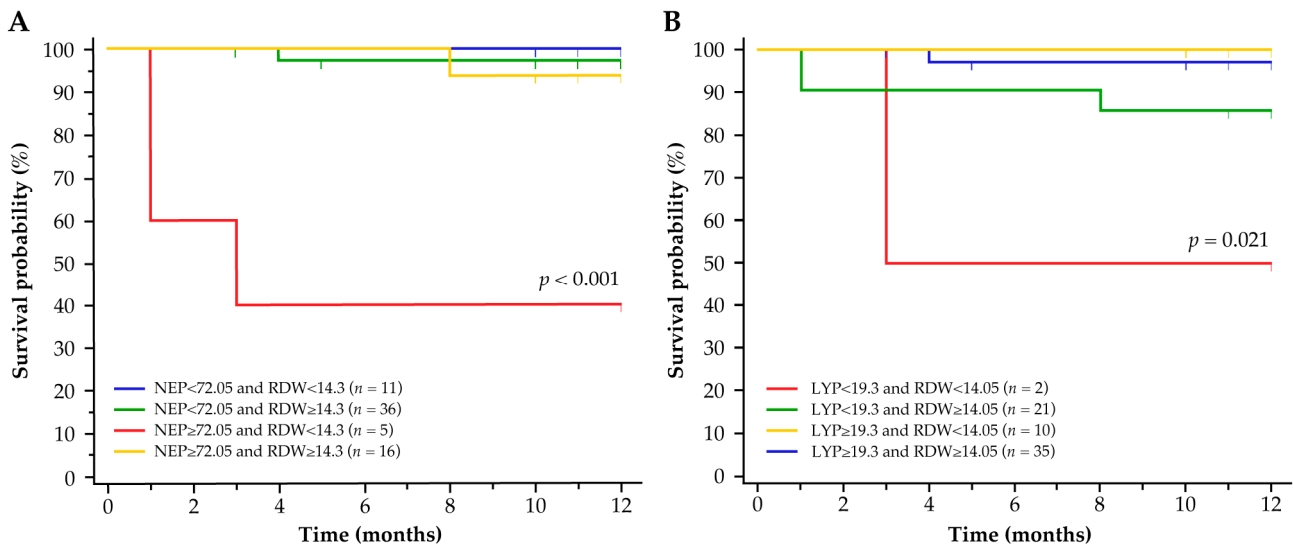 A
Survival probability (%)
100
90
80
70
60
50
40
30
20
10
0
p < 0.001
NEP<72.05 and RDW<14.3 (n = 11)
NEP<72.05 and RDW≥14.3 (n = 36)
NEP≥72.05 and RDW<14.3 (n = 5)
NEP≥72.05 and RDW≥14.3 (n = 16)
0 2 4 6 8 10 12
Time (months)
B
Survival probability (%)
100
90
80
70
60
50
40
30
20
10
0
p = 0.021
LYP<19.3 and RDW<14.05 (n = 2)
LYP<19.3 and RDW≥14.05 (n = 21)
LYP≥19.3 and RDW<14.05 (n = 10)
LYP≥19.3 and RDW≥14.05 (n = 35)
0 2 4 6 8 10 12
Time (months)